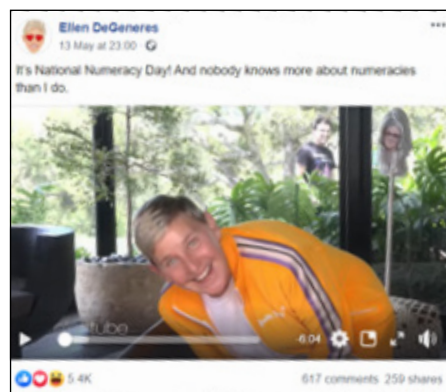 Ellen DeGeneres
13 May at 23:00
It's National Numeracy Day! And nobody knows more about numeracies
than I do.
tube
-6:04
5.4K
617 comments 259 shares